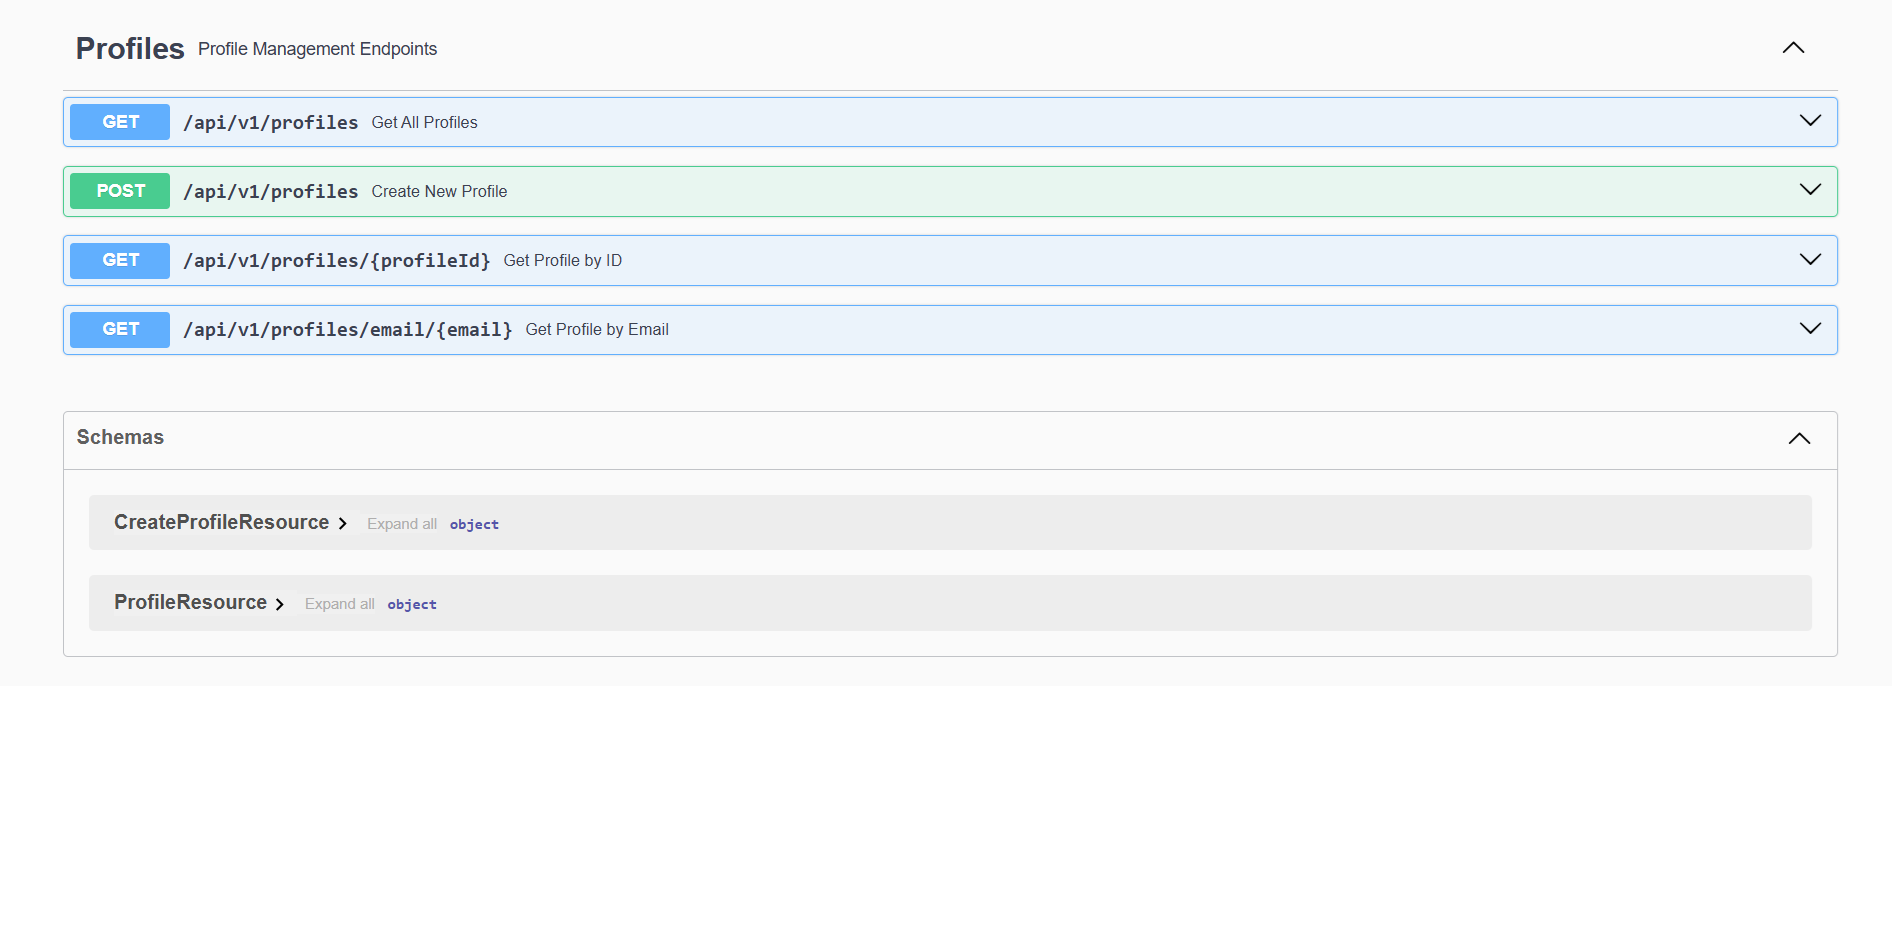 Profiles Profile Management Endpoints
GET /api/v1/profiles Get All Profiles
POST /api/v1/profiles Create New Profile
GET /api/v1/profiles/{profileId} Get Profile by ID
GET /api/v1/profiles/email/{email} Get Profile by Email
Schemas
CreateProfileResource Expand all object
ProfileResource Expand all object